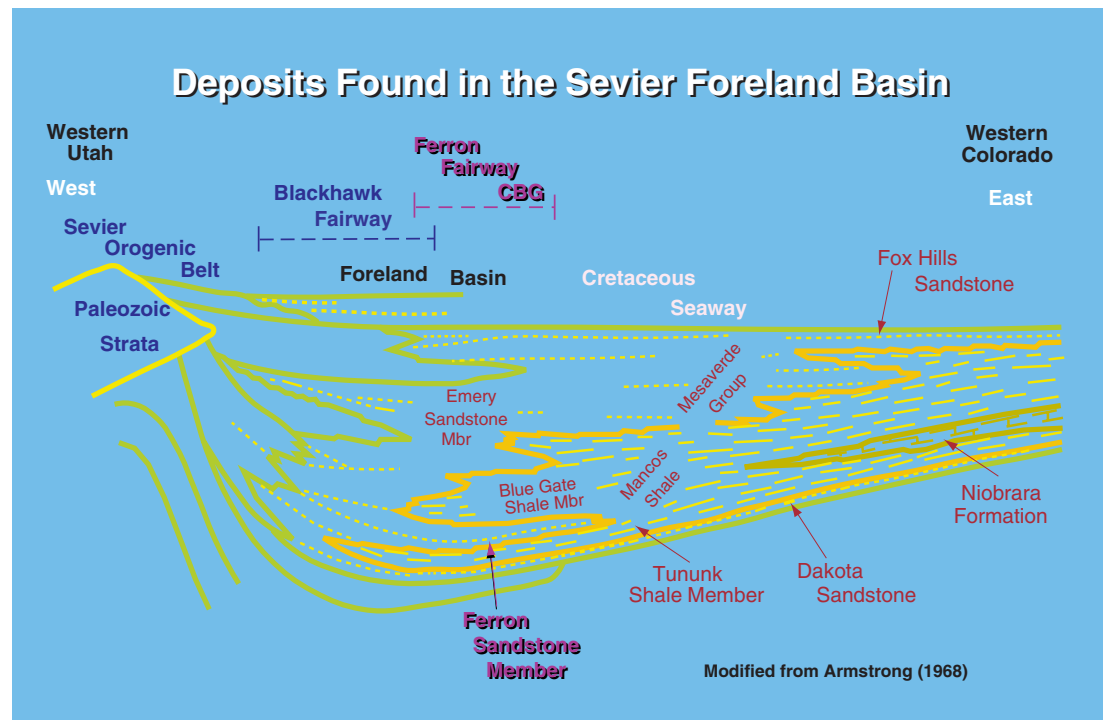 Deposits Found in the Sevier Foreland Basin
Western
Utah
West
Western
Colorado
East
Ferron
Fairway
CBG
Blackhawk
Fairway
Sevier
Orogenic
Belt
Paleozoic
Strata
Foreland Basin
Cretaceous
Seaway
Fox Hills
Sandstone
Mesaverde
Group
Emery
Sandstone
Mbr
Mancos
Shale
Blue Gate
Shale Mbr
Niobrara
Formation
Tununk
Shale Member
Dakota
Sandstone
Ferron
Sandstone
Member
Modified from Armstrong (1968)